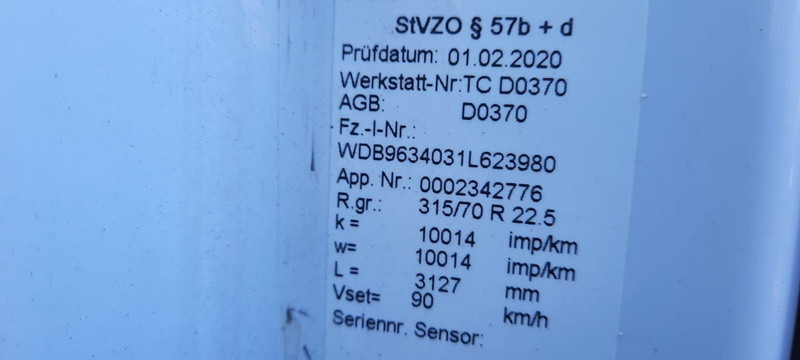 StVZO § 57b + d
Prüfdatum: 01.02.2020
Werkstatt-Nr:TC D0370
AGB: D0370
Fz.-I-Nr.:
WDB9634031L623980
App. Nr.: 0002342776
R.gr.: 315/70 R 22.5
k = 10014 imp/km
w= 10014 imp/km
L = 3127 mm
Vset= 90 km/h
Seriennr. Sensor: